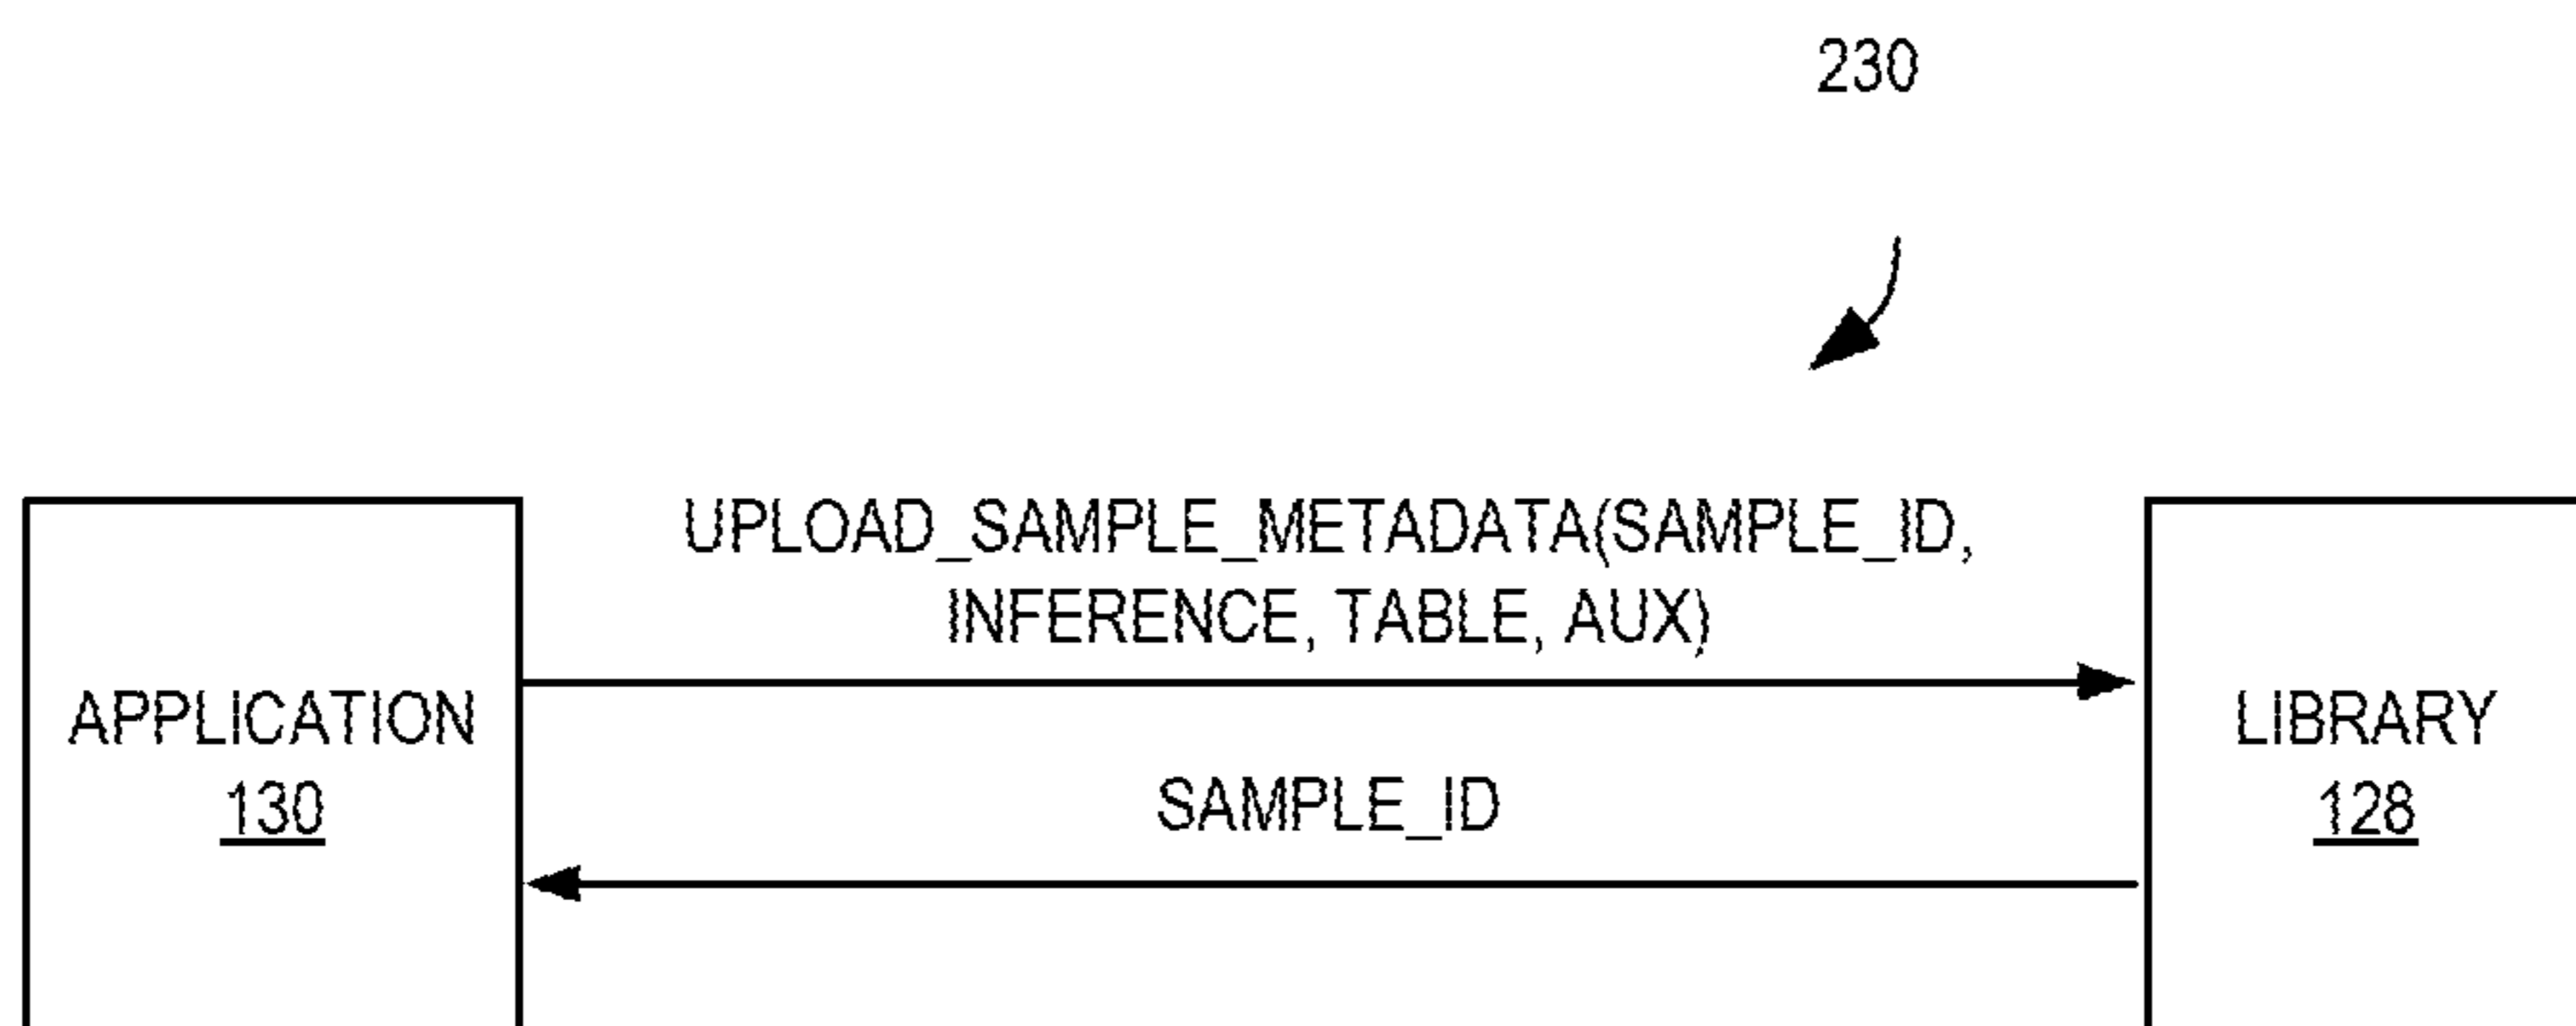 230
UPLOAD_SAMPLE_METADATA(SAMPLE_ID,
INFERENCE, TABLE, AUX)
APPLICATION
130
SAMPLE_ID
LIBRARY
128